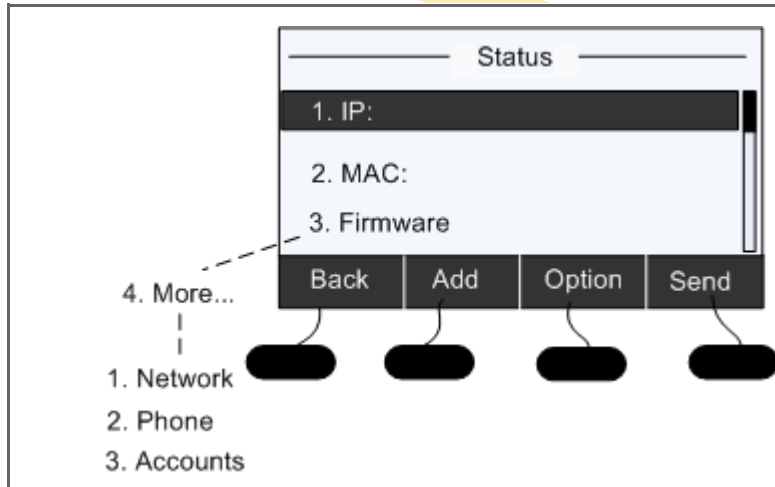 Status
1. IP:
2. MAC:
3. Firmware
Back Add Option Send
4. More...
1. Network
2. Phone
3. Accounts